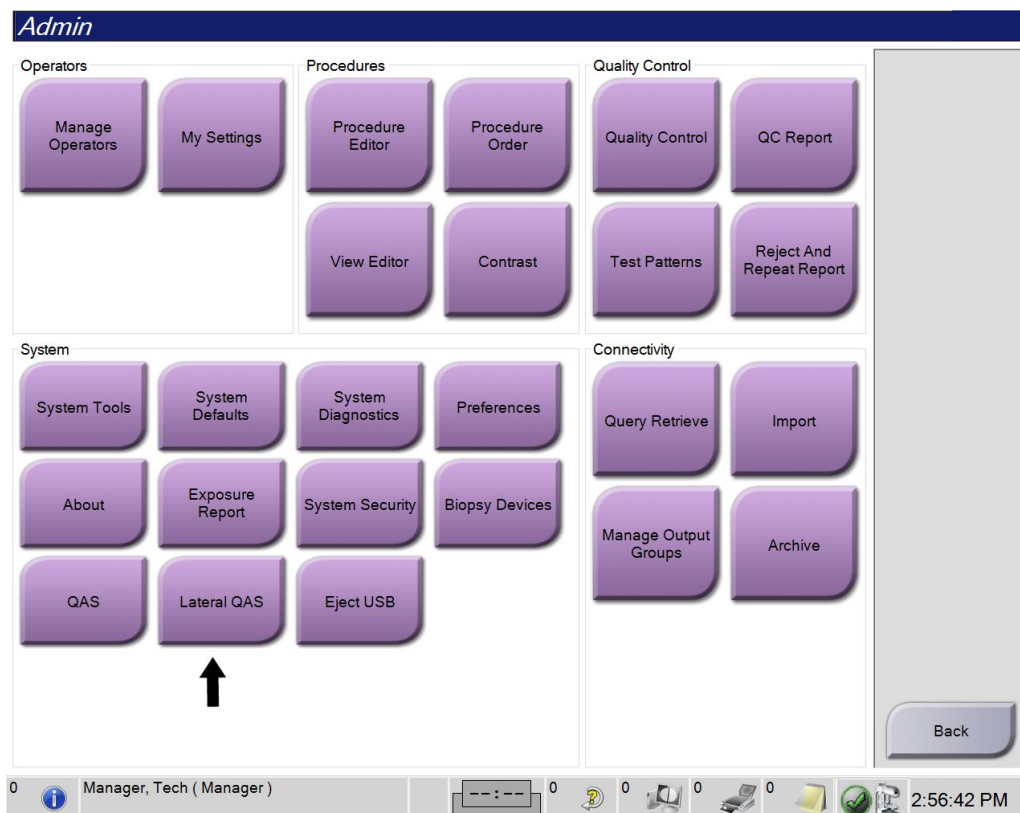 Admin
Operators
Manage
Operators
My Settings
Procedures
Procedure
Editor
Procedure
Order
View Editor
Contrast
Quality Control
Quality Control
QC Report
Test Patterns
Reject And
Repeat Report
System
System Tools
System
Defaults
System
Diagnostics
Preferences
About
Exposure
Report
System Security
Biopsy Devices
QAS
Lateral QAS
Eject USB
Connectivity
Query Retrieve
Import
Manage Output
Groups
Archive
Back
0
Manager, Tech ( Manager )
--:--
0
0
0
0
2:56:42 PM